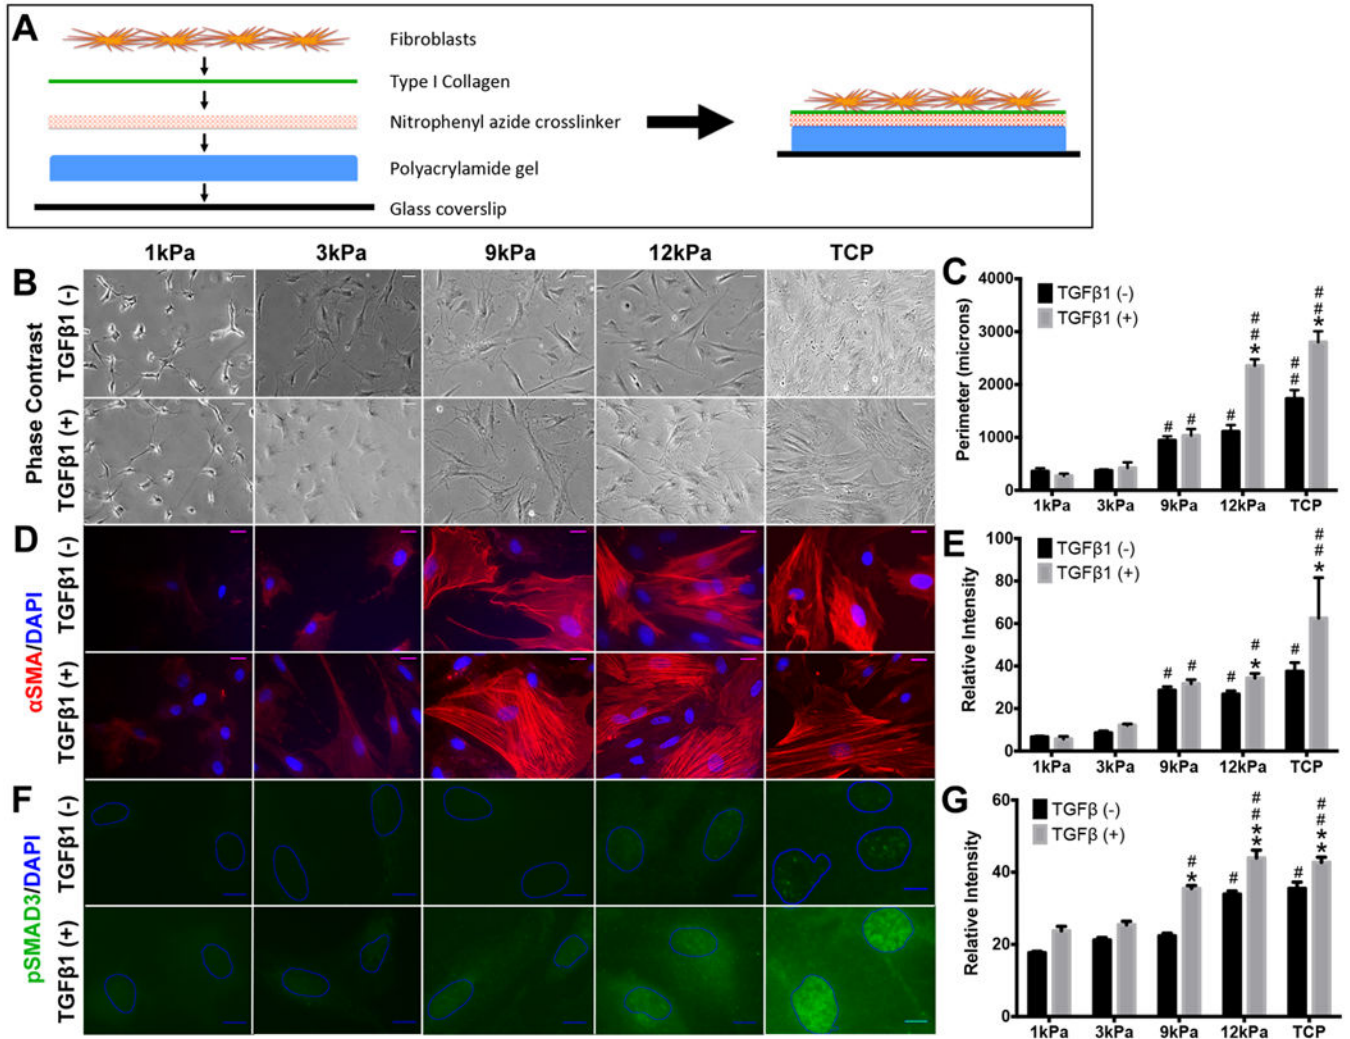 A
Fibroblasts
Type I Collagen
Nitrophenyl azide crosslinker
Polyacrylamide gel
Glass coverslip
1kPa 3kPa 9kPa 12kPa TCP
B
Phase Contrast
TGFβ1 (-)
TGFβ1 (+)
C
Perimeter (microns)
4000
3000
2000
1000
0
TGFβ1 (-)
TGFβ1 (+)
# # # # # * # # # # *
1kPa 3kPa 9kPa 12kPa TCP
D
αSMA/DAPI
TGFβ1 (-)
TGFβ1 (+)
E
Relative Intensity
100
80
60
40
20
0
TGFβ1 (-)
TGFβ1 (+)
# # # # * # # # *
1kPa 3kPa 9kPa 12kPa TCP
F
pSMAD3/DAPI
TGFβ1 (-)
TGFβ1 (+)
G
Relative Intensity
60
40
20
0
TGFβ (-)
TGFβ (+)
# * # # # * * # # # * *
1kPa 3kPa 9kPa 12kPa TCP